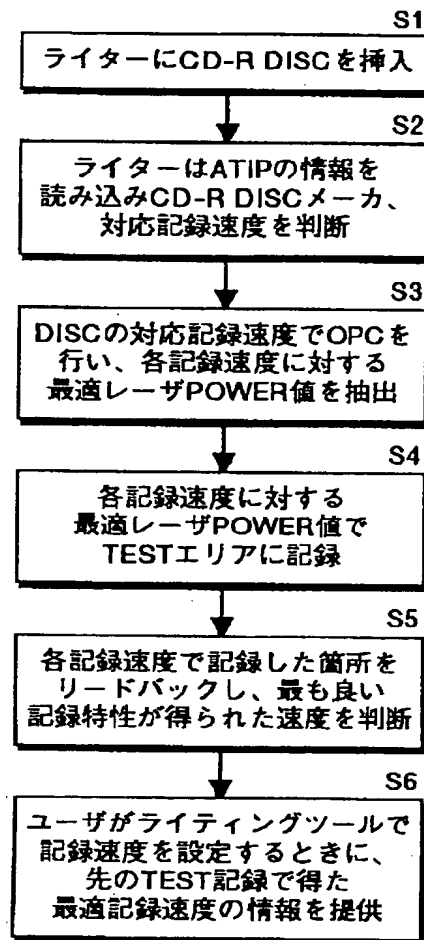 S1
ライターにCD-R DISCを挿入
S2
ライターはATIPの情報を
読み込みCD-R DISCメーカ、
対応記録速度を判断
S3
DISCの対応記録速度でOPCを
行い、各記録速度に対する
最適レーザPOWER値を抽出
S4
各記録速度に対する
最適レーザPOWER値で
TESTエリアに記録
S5
各記録速度で記録した箇所を
リードバックし、最も良い
記録特性が得られた速度を判断
S6
ユーザがライティングツールで
記録速度を設定するときに、
先のTEST記録で得た
最適記録速度の情報を提供